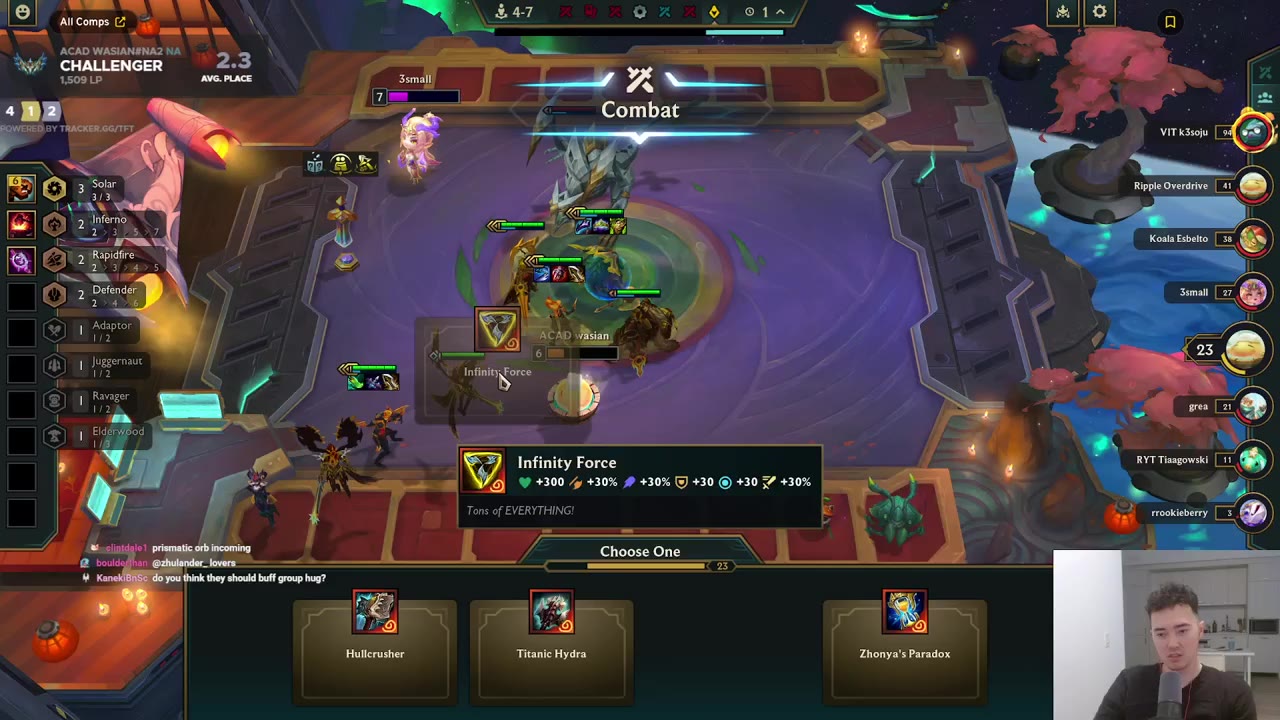 All Comps
4-7
1
ACAD WASIAN#NA2 NA
CHALLENGER
1,509 LP
2.3
AVG. PLACE
4 1 2
POWERED BY TRACKER.GG/TFT
3small
7
Combat
VIT k3soju 94
Ripple Overdrive 41
Koala Esbelto 38
3small 27
23
grea 21
RYT Tiaagowski 11
rrookieberry 3
3 Solar
3 / 3
2 Inferno
2 > 3 > 5 > 7
2 Rapidfire
2 > 3 > 4 > 5
2 Defender
2 > 4 > 6
1 Adaptor
1 / 2
1 Juggernaut
1 / 2
1 Ravager
1 / 2
1 Elderwood
1 / 3
ACAD wasian
6
Infinity Force
Infinity Force
+300 +30% +30% +30 +30 +30%
Tons of EVERYTHING!
clintdale1 prismatic orb incoming
@zhulander_lovers
KanekiBnSc do you think they should buff group hug?
Choose One
23
Hullcrusher
Titanic Hydra
Zhonya's Paradox